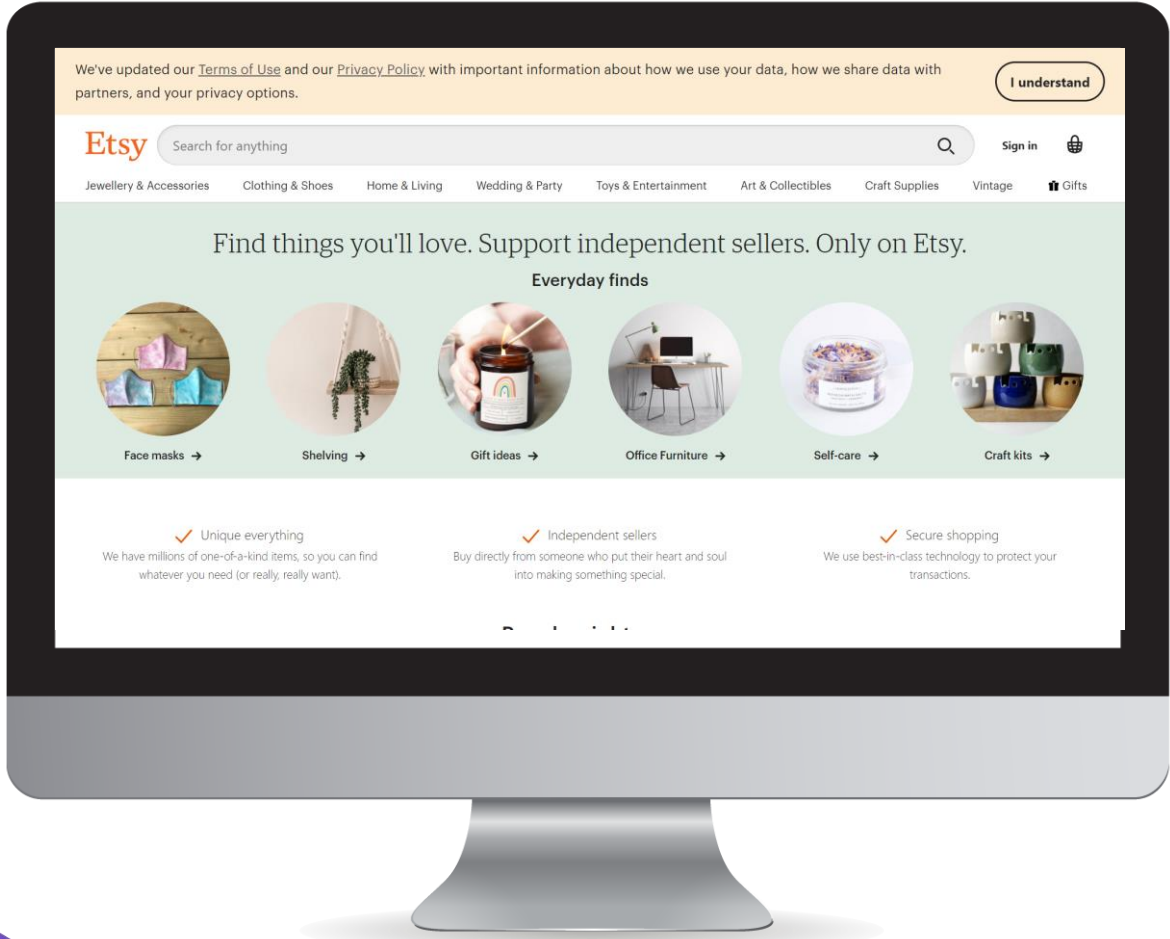 We've updated our Terms of Use and our Privacy Policy with important information about how we use your data, how we share data with
partners, and your privacy options.
I understand
Etsy
Search for anything
Sign in
Jewellery & Accessories
Clothing & Shoes
Home & Living
Wedding & Party
Toys & Entertainment
Art & Collectibles
Craft Supplies
Vintage
Gifts
Find things you'll love. Support independent sellers. Only on Etsy.
Everyday finds
Face masks →
Shelving →
Gift ideas →
Office Furniture →
Self-care →
Craft kits →
Unique everything
We have millions of one-of-a-kind items, so you can find
whatever you need (or really, really want).
Independent sellers
Buy directly from someone who put their heart and soul
into making something special.
Secure shopping
We use best-in-class technology to protect your
transactions.